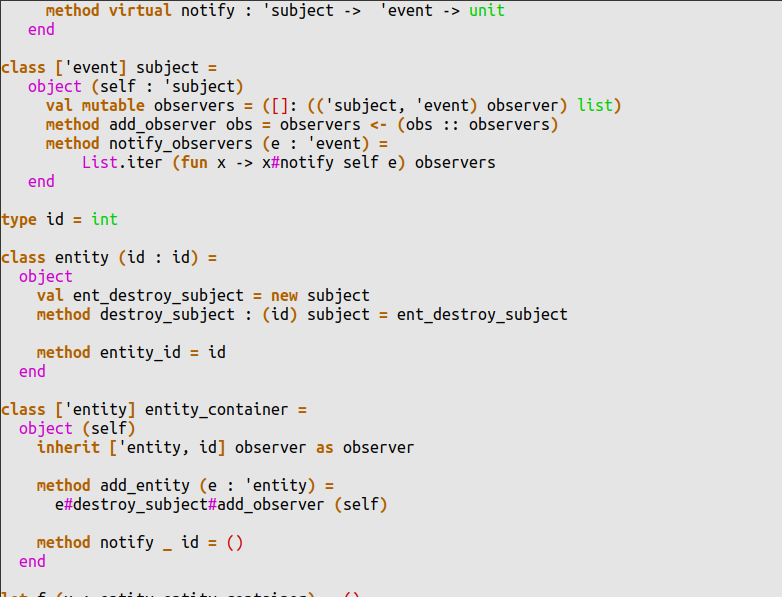 method virtual notify : 'subject -> 'event -> unit
end
class ['event] subject =
object (self : 'subject)
val mutable observers = ([]: (('subject, 'event) observer) list)
method add_observer obs = observers <- (obs :: observers)
method notify_observers (e : 'event) =
List.iter (fun x -> x#notify self e) observers
end
type id = int
class entity (id : id) =
object
val ent_destroy_subject = new subject
method destroy_subject : (id) subject = ent_destroy_subject
method entity_id = id
end
class ['entity] entity_container =
object (self)
inherit ['entity, id] observer as observer
method add_entity (e : 'entity) =
e#destroy_subject#add_observer (self)
method notify _ id = ()
end